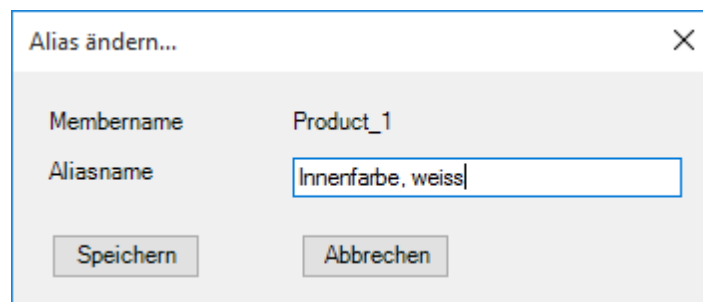 Alias ändern...
Membername Product_1
Aliasname Innenfarbe, weiss
Speichern Abbrechen